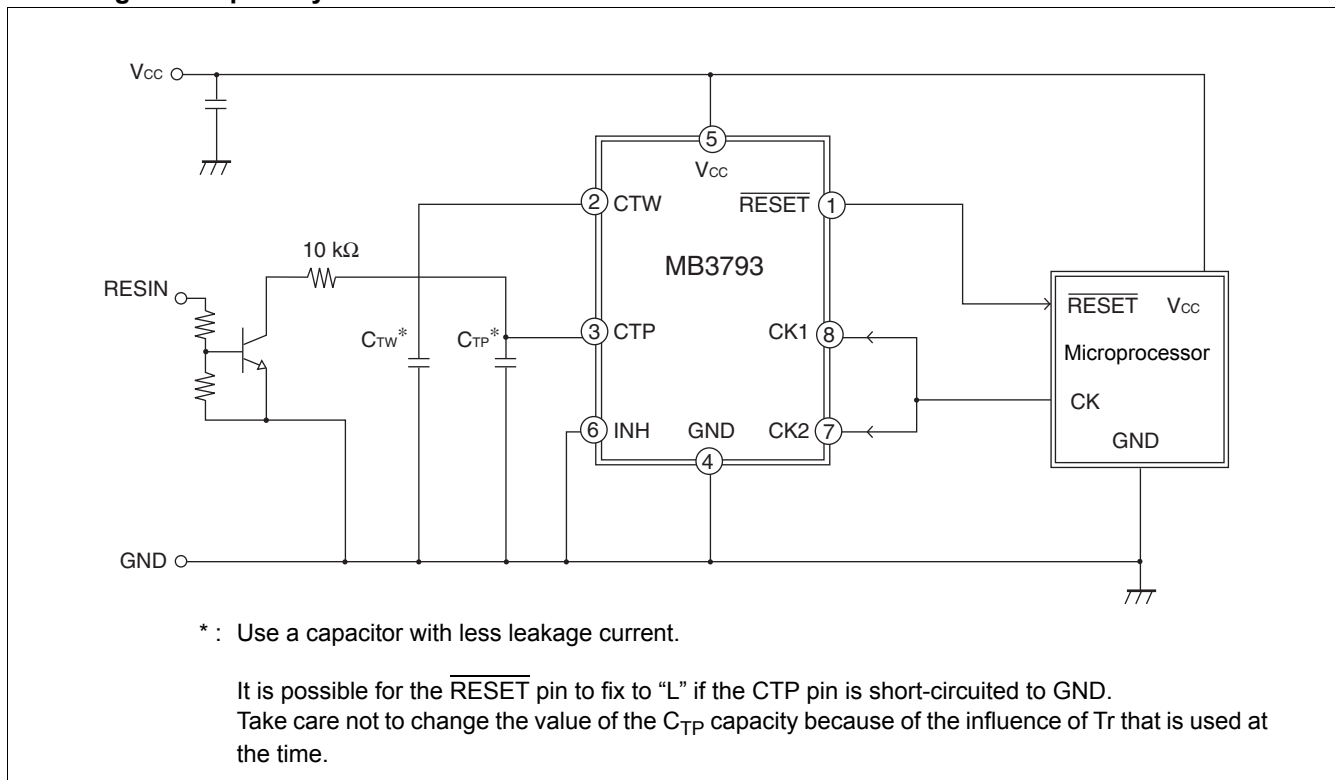 Vcc
5
Vcc
2 CTW
RESET 1
10 kΩ
MB3793
RESIN
RESET Vcc
CTW*
CTP*
3 CTP
CK1 8
Microprocessor
CK
6 INH
GND
CK2 7
GND
4
GND
* : Use a capacitor with less leakage current.
It is possible for the RESET pin to fix to “L” if the CTP pin is short-circuited to GND.
Take care not to change the value of the CTP capacity because of the influence of Tr that is used at
the time.